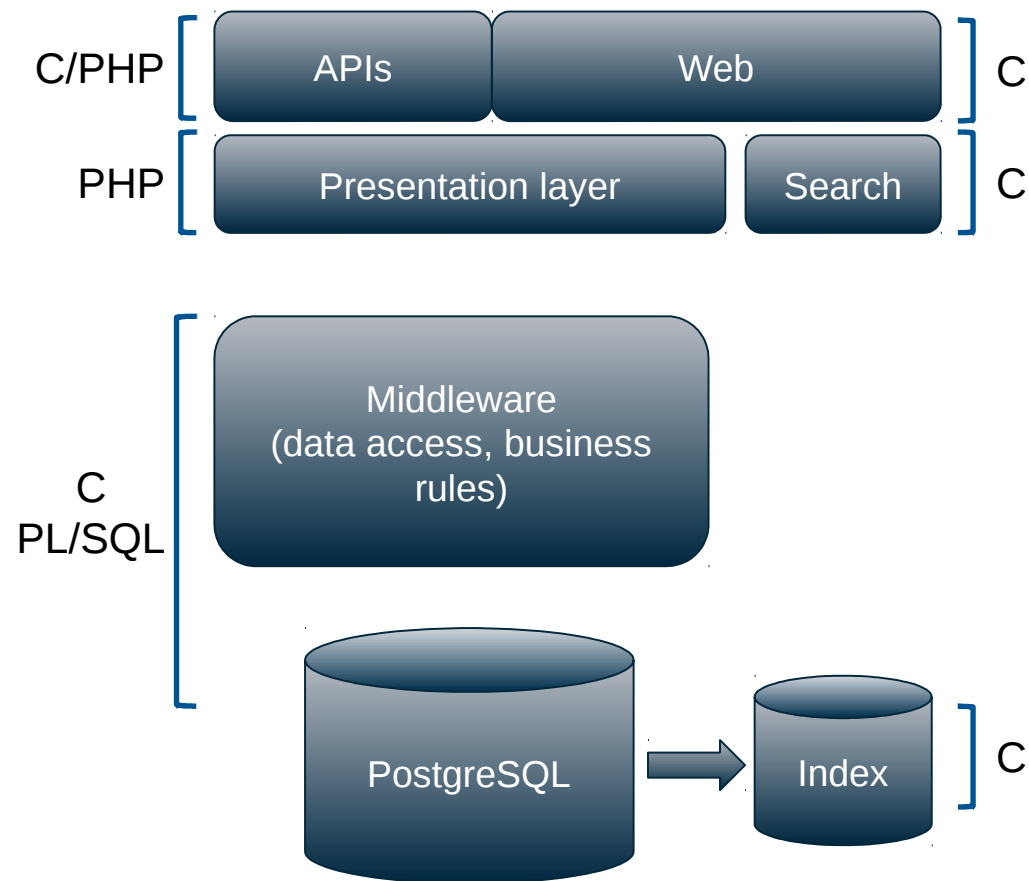 C/PHP
APIs
Web
C
PHP
Presentation layer
Search
C
Middleware
(data access, business
rules)
C
PL/SQL
PostgreSQL
Index
C